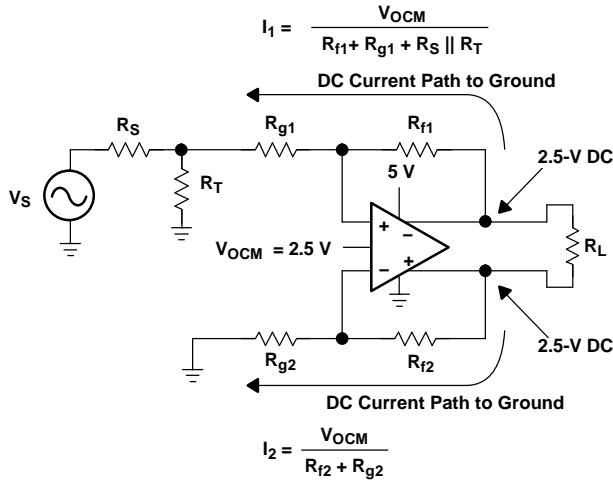 I1 = VOCM / Rf1+ Rg1 + RS || RT
DC Current Path to Ground
RS
Rg1
Rf1
2.5-V DC
5 V
VS
RT
+
−
VOCM = 2.5 V
RL
−
+
Rg2
Rf2
2.5-V DC
DC Current Path to Ground
I2 = VOCM / Rf2 + Rg2